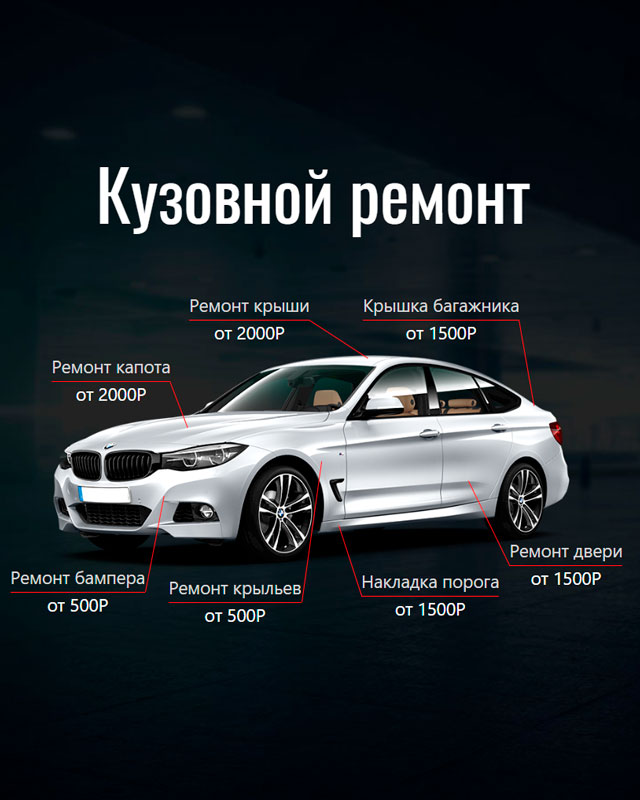 Кузовной ремонт
Ремонт крыши
от 2000Р
Крышка багажника
от 1500Р
Ремонт капота
от 2000Р
Ремонт двери
от 1500Р
Ремонт бампера
от 500Р
Ремонт крыльев
от 500Р
Накладка порога
от 1500Р